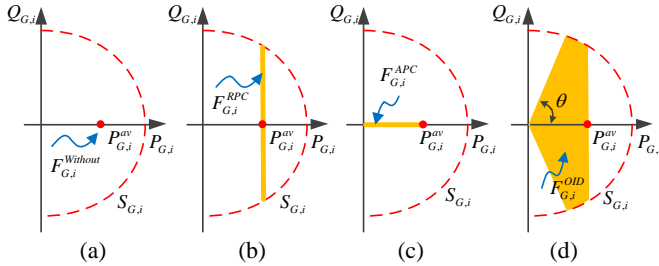 Q_{G,i} Q_{G,i} Q_{G,i} Q_{G,i}
F_{G,i}^{RPC} F_{G,i}^{APC} θ
P_{G,i}^{av} P_{G,i} P_{G,i}^{av} P_{G,i} P_{G,i}^{av} P_{G,i} P_{G,i}^{av} P_{G,
F_{G,i}^{Without} F_{G,i}^{OID}
S_{G,i} S_{G,i} S_{G,i} S_{G,i}
(a) (b) (c) (d)